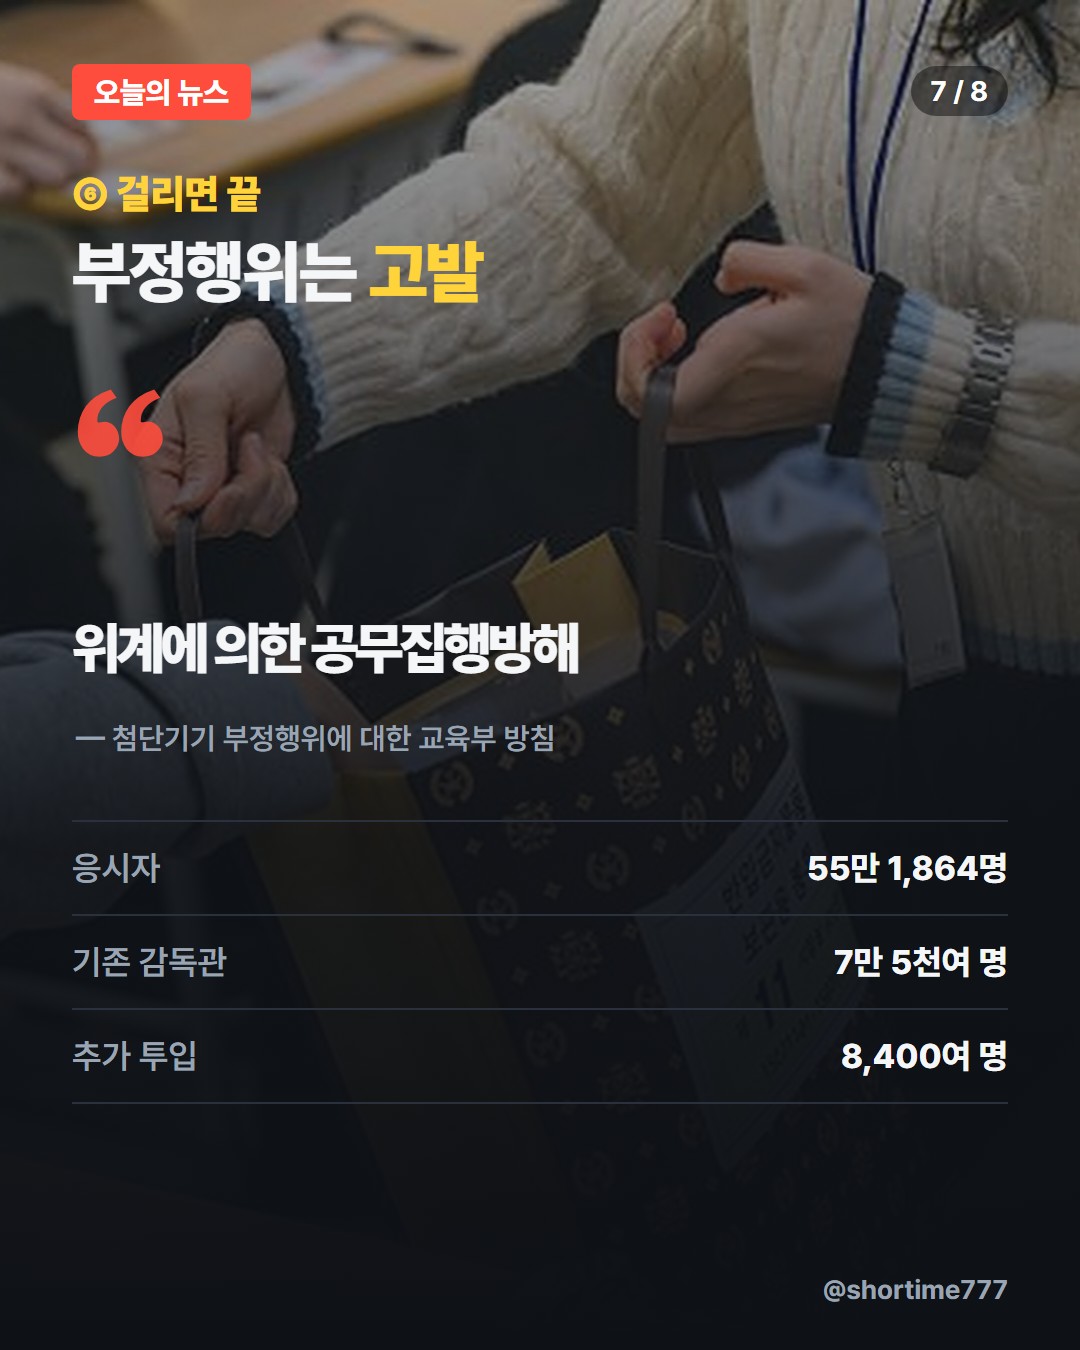 오늘의 뉴스
7 / 8
⑥ 걸리면 끝
부정행위는 고발
“
위계에 의한 공무집행방해
— 첨단기기 부정행위에 대한 교육부 방침
응시자 55만 1,864명
기존 감독관 7만 5천여 명
추가 투입 8,400여 명
@shortime777